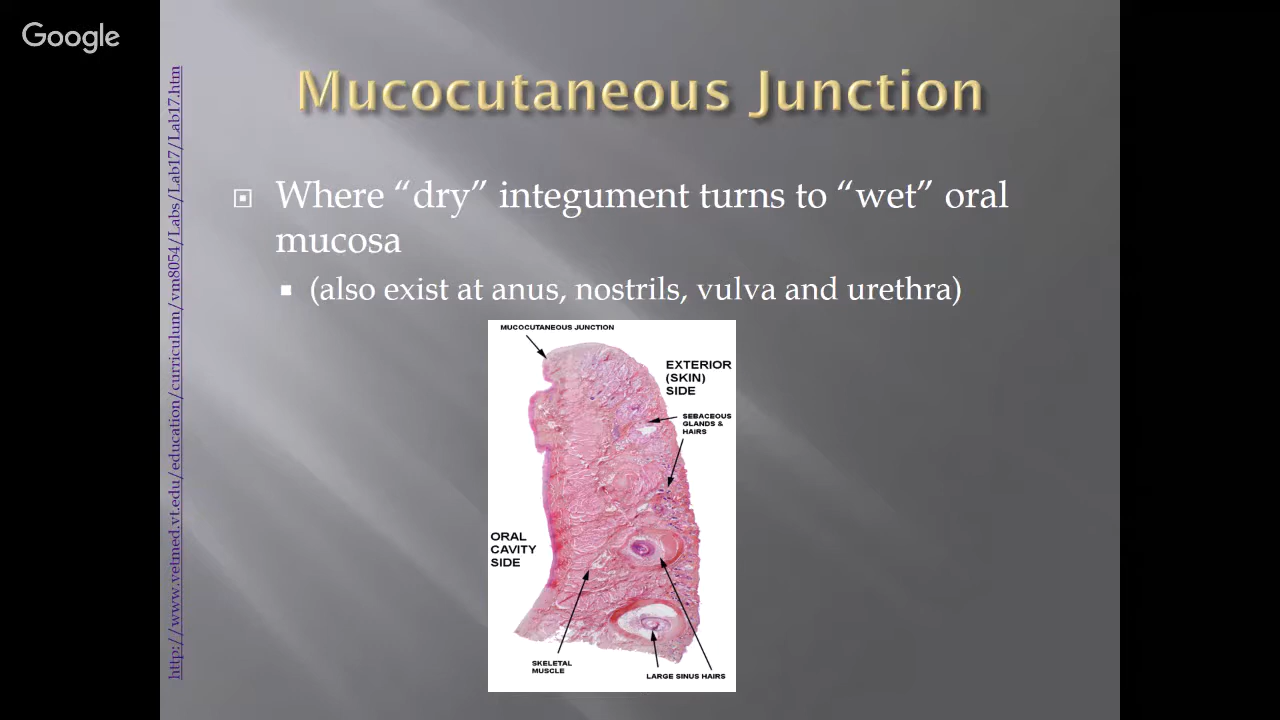 Google
http://www.vetmed.vt.edu/education/curriculum/vm8054/Labs/Lab17/Lab17.htm
Mucocutaneous Junction
Where “dry” integument turns to “wet” oral
mucosa
(also exist at anus, nostrils, vulva and urethra)
MUCOCUTANEOUS JUNCTION
EXTERIOR
(SKIN)
SIDE
SEBACEOUS
GLANDS &
HAIRS
ORAL
CAVITY
SIDE
SKELETAL
MUSCLE
LARGE SINUS HAIRS